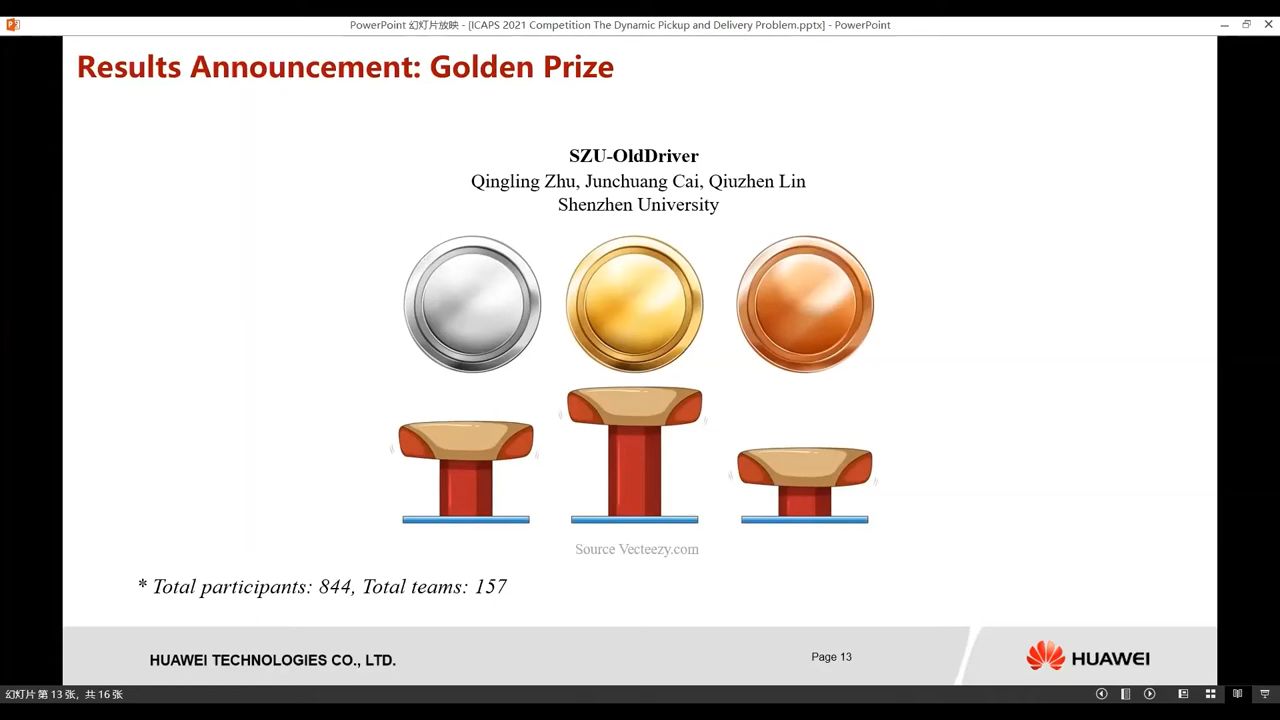 PowerPoint 幻灯片放映 - [ICAPS 2021 Competition The Dynamic Pickup and Delivery Problem.pptx] - PowerPoint
Results Announcement: Golden Prize
SZU-OldDriver
Qingling Zhu, Junchuang Cai, Qiuzhen Lin
Shenzhen University
Source Vecteezy.com
* Total participants: 844, Total teams: 157
HUAWEI TECHNOLOGIES CO., LTD.
Page 13
HUAWEI
幻灯片 第 13 张，共 16 张